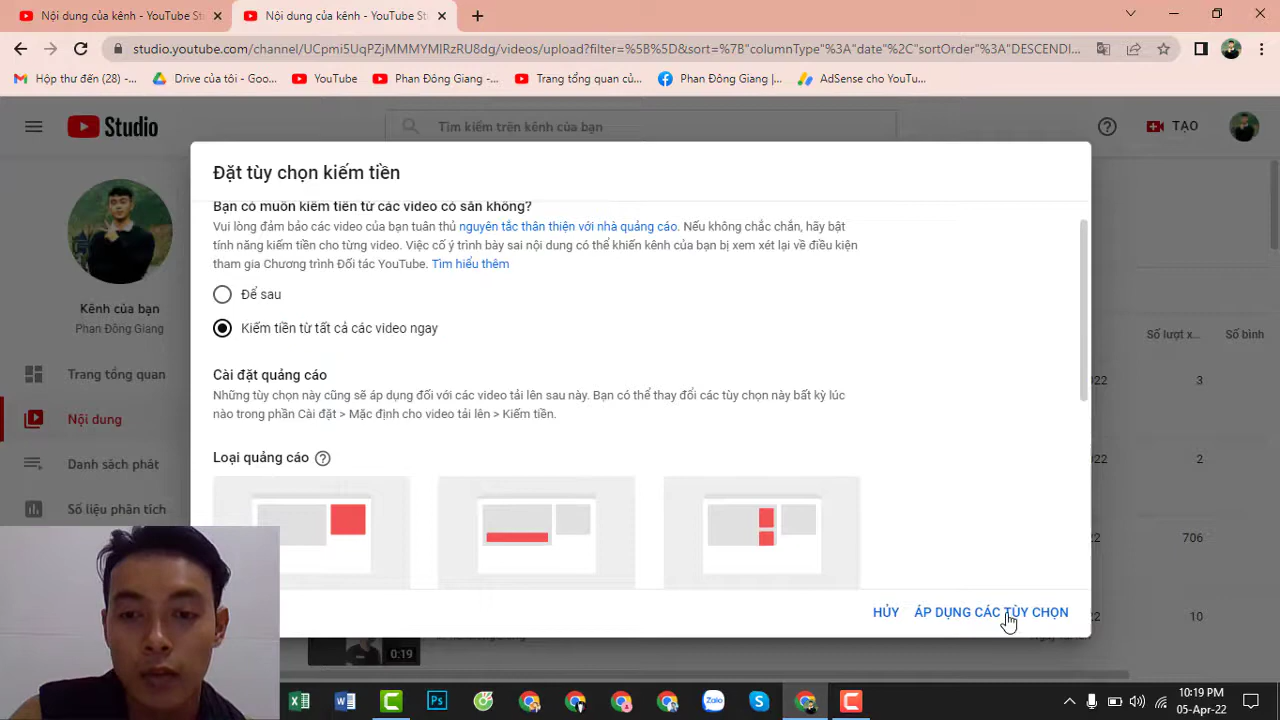 Nội dung của kênh - YouTube St
Nội dung của kênh - YouTube St
studio.youtube.com/channel/UCpmi5UqPZjMMMYMlRzRU8dg/videos/upload?filter=%5B%5D&sort=%7B"columnType"%3A"date"%2C"sortOrder"%3A"DESCENDI...
Hộp thư đến (28) - t...
Drive của tôi - Goo...
YouTube
Phan Đông Giang -...
Trang tổng quan củ...
Phan Đông Giang |...
AdSense cho YouTu...
Studio
Tìm kiếm trên kênh của bạn
TẠO
Kênh của bạn
Phan Đông Giang
Trang tổng quan
Nội dung
Danh sách phát
Số liệu phân tích
Đặt tùy chọn kiếm tiền
Bạn có muốn kiếm tiền từ các video có sẵn không?
Vui lòng đảm bảo các video của bạn tuân thủ nguyên tắc thân thiện với nhà quảng cáo. Nếu không chắc chắn, hãy bật
tính năng kiếm tiền cho từng video. Việc cố ý trình bày sai nội dung có thể khiến kênh của bạn bị xem xét lại về điều kiện
tham gia Chương trình Đối tác YouTube. Tìm hiểu thêm
Để sau
Kiếm tiền từ tất cả các video ngay
Cài đặt quảng cáo
Những tùy chọn này cũng sẽ áp dụng đối với các video tải lên sau này. Bạn có thể thay đổi các tùy chọn này bất kỳ lúc
nào trong phần Cài đặt > Mặc định cho video tải lên > Kiếm tiền.
Loại quảng cáo
HỦY
ÁP DỤNG CÁC TÙY CHỌN
Số lượt x...
Số bình
22
3
22
2
22
706
22
10
0:19
10:19 PM
05-Apr-22
Zalo